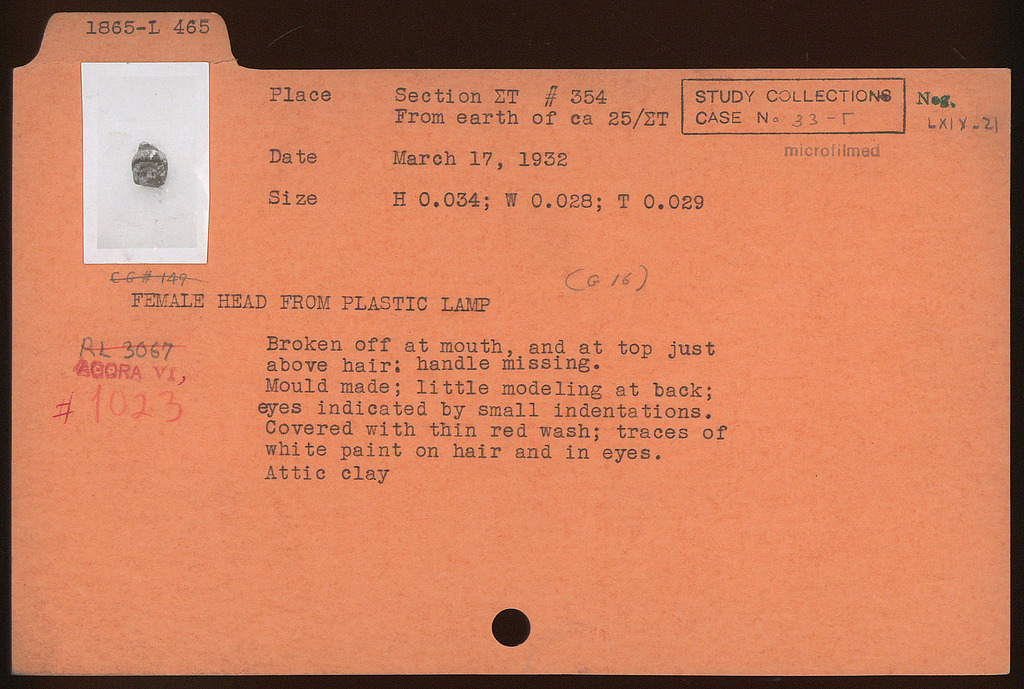 1865-L 465
Place Section ΣΤ # 354
From earth of ca 25/ΣΤ
STUDY COLLECTIONS
CASE No 33-Γ
Neg.
LXIX-21
microfilmed
Date March 17, 1932
Size H 0.034; W 0.028; T 0.029
CG # 149
(G 16)
FEMALE HEAD FROM PLASTIC LAMP
RL 3067
AGORA VI,
# 1023
Broken off at mouth, and at top just
above hair; handle missing.
Mould made; little modeling at back;
eyes indicated by small indentations.
Covered with thin red wash; traces of
white paint on hair and in eyes.
Attic clay